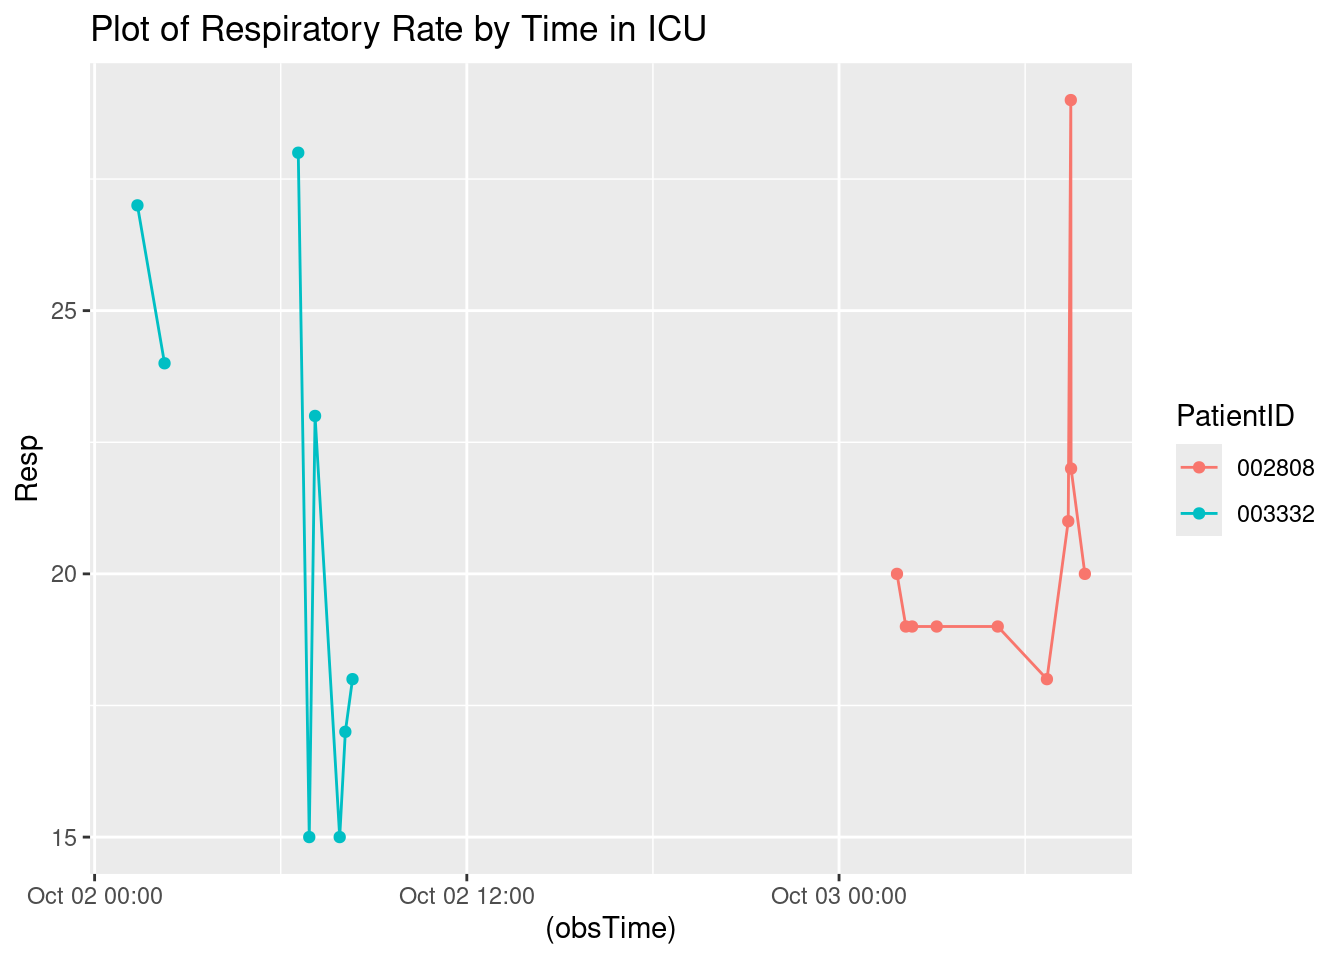 Plot of Respiratory Rate by Time in ICU
Resp
25
20
15
Oct 02 00:00
Oct 02 12:00
Oct 03 00:00
(obsTime)
PatientID
002808
003332